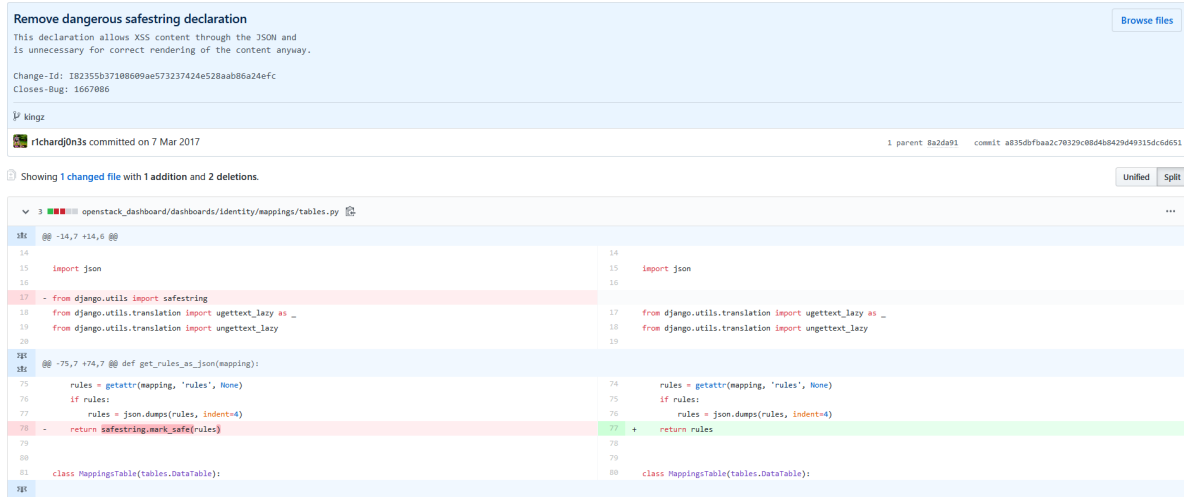 Remove dangerous safestring declaration
Browse files
This declaration allows XSS content through the JSON and
is unnecessary for correct rendering of the content anyway.
Change-Id: I82355b37108609ae573237424e528aab86a24efc
Closes-Bug: 1667086
kingz
r1chardj0n3s committed on 7 Mar 2017
1 parent 8a2da91 commit a835dbfbaa2c70329c08d4b8429d49315dc6d651
Showing 1 changed file with 1 addition and 2 deletions.
Unified Split
3 openstack_dashboard/dashboards/identity/mappings/tables.py
@@ -14,7 +14,6 @@
14 14
15 import json 15 import json
16 16
17 - from django.utils import safestring
18 from django.utils.translation import ugettext_lazy as _ 17 from django.utils.translation import ugettext_lazy as _
19 from django.utils.translation import ungettext_lazy 18 from django.utils.translation import ungettext_lazy
20 19
@@ -75,7 +74,7 @@ def get_rules_as_json(mapping):
75 rules = getattr(mapping, 'rules', None) 74 rules = getattr(mapping, 'rules', None)
76 if rules: 75 if rules:
77 rules = json.dumps(rules, indent=4) 76 rules = json.dumps(rules, indent=4)
78 - return safestring.mark_safe(rules) 77 + return rules
79 78
80 79
81 class MappingsTable(tables.DataTable): 80 class MappingsTable(tables.DataTable):